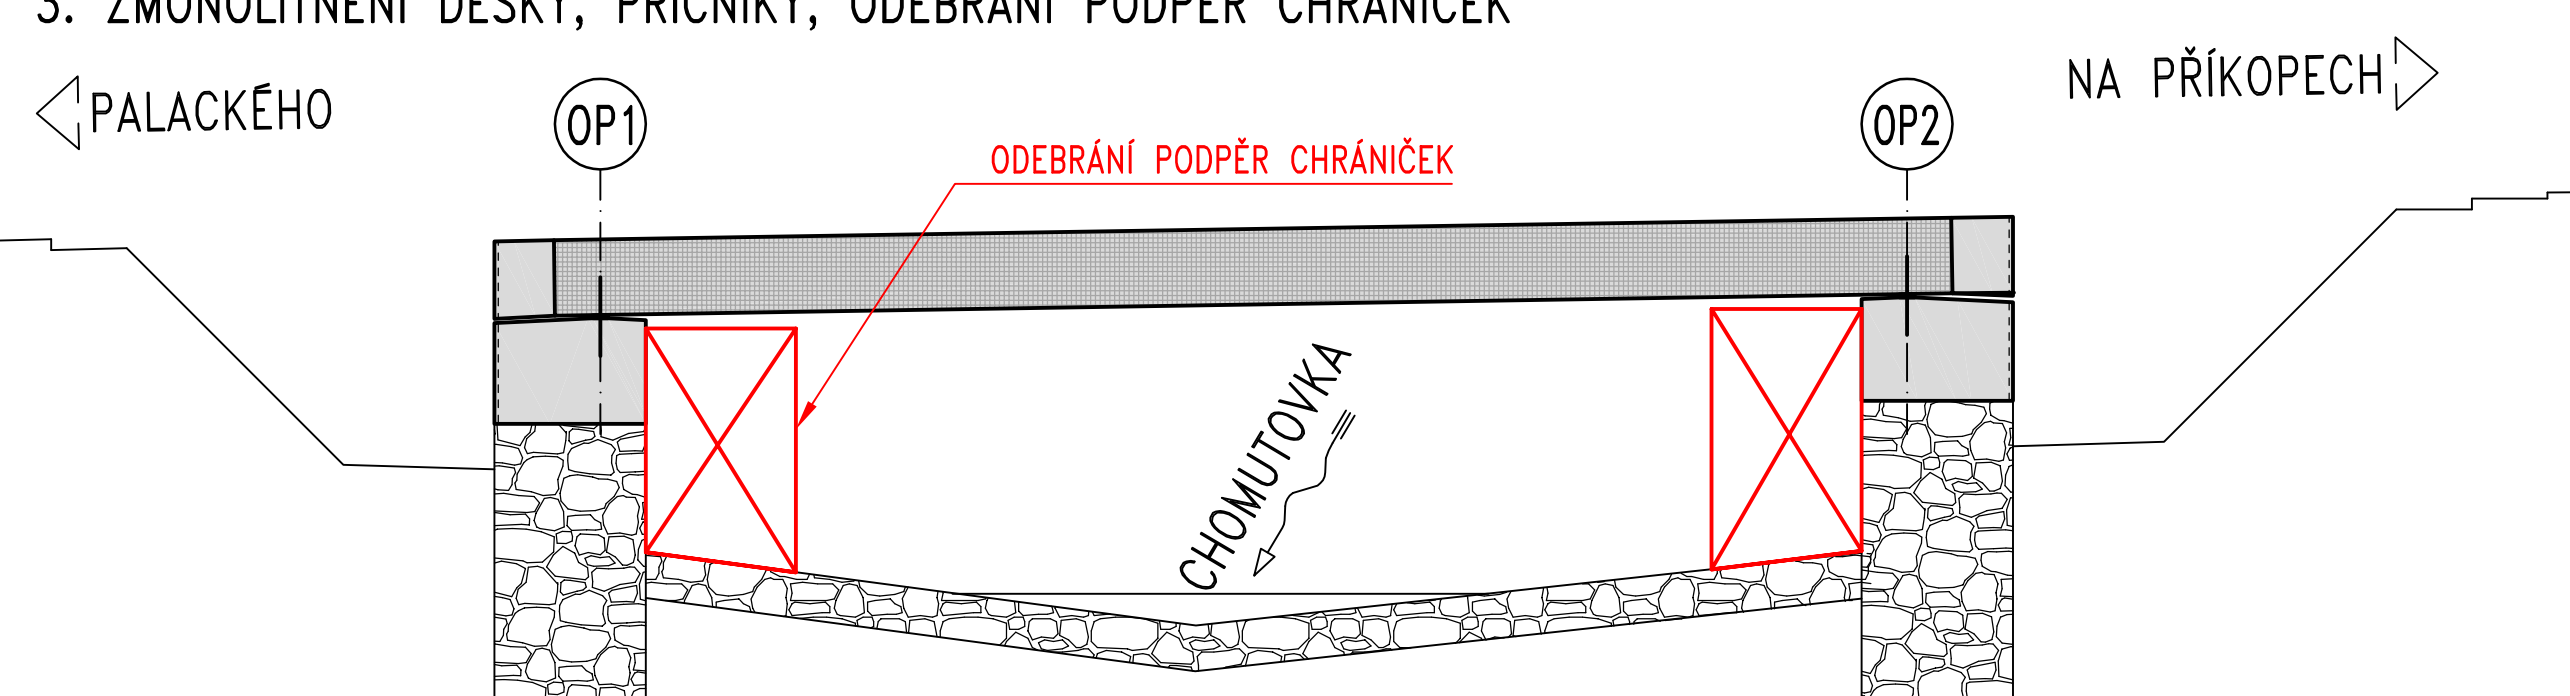 3. ZMONOLITNĚNÍ DESKY, PŘÍČNÍKY, ODEBRÁNÍ PODPĚR CHRÁNIČEK
PALACKÉHO
OP1
ODEBRÁNÍ PODPĚR CHRÁNIČEK
OP2
NA PŘÍKOPECH
CHOMUTOVKA